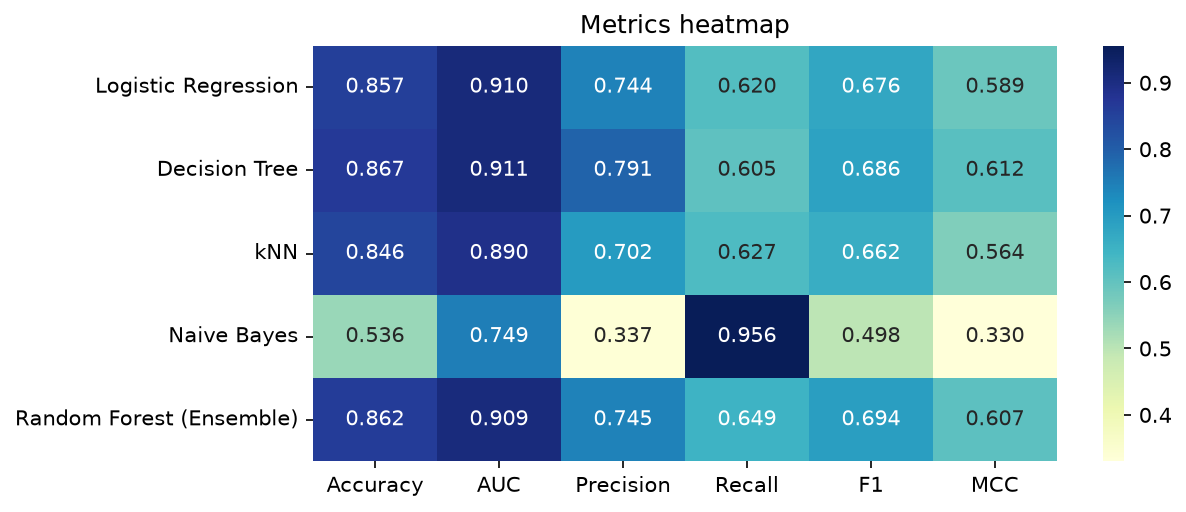 Metrics heatmap
Logistic Regression 0.857 0.910 0.744 0.620 0.676 0.589
Decision Tree 0.867 0.911 0.791 0.605 0.686 0.612
kNN 0.846 0.890 0.702 0.627 0.662 0.564
Naive Bayes 0.536 0.749 0.337 0.956 0.498 0.330
Random Forest (Ensemble) 0.862 0.909 0.745 0.649 0.694 0.607
Accuracy AUC Precision Recall F1 MCC
0.9
0.8
0.7
0.6
0.5
0.4